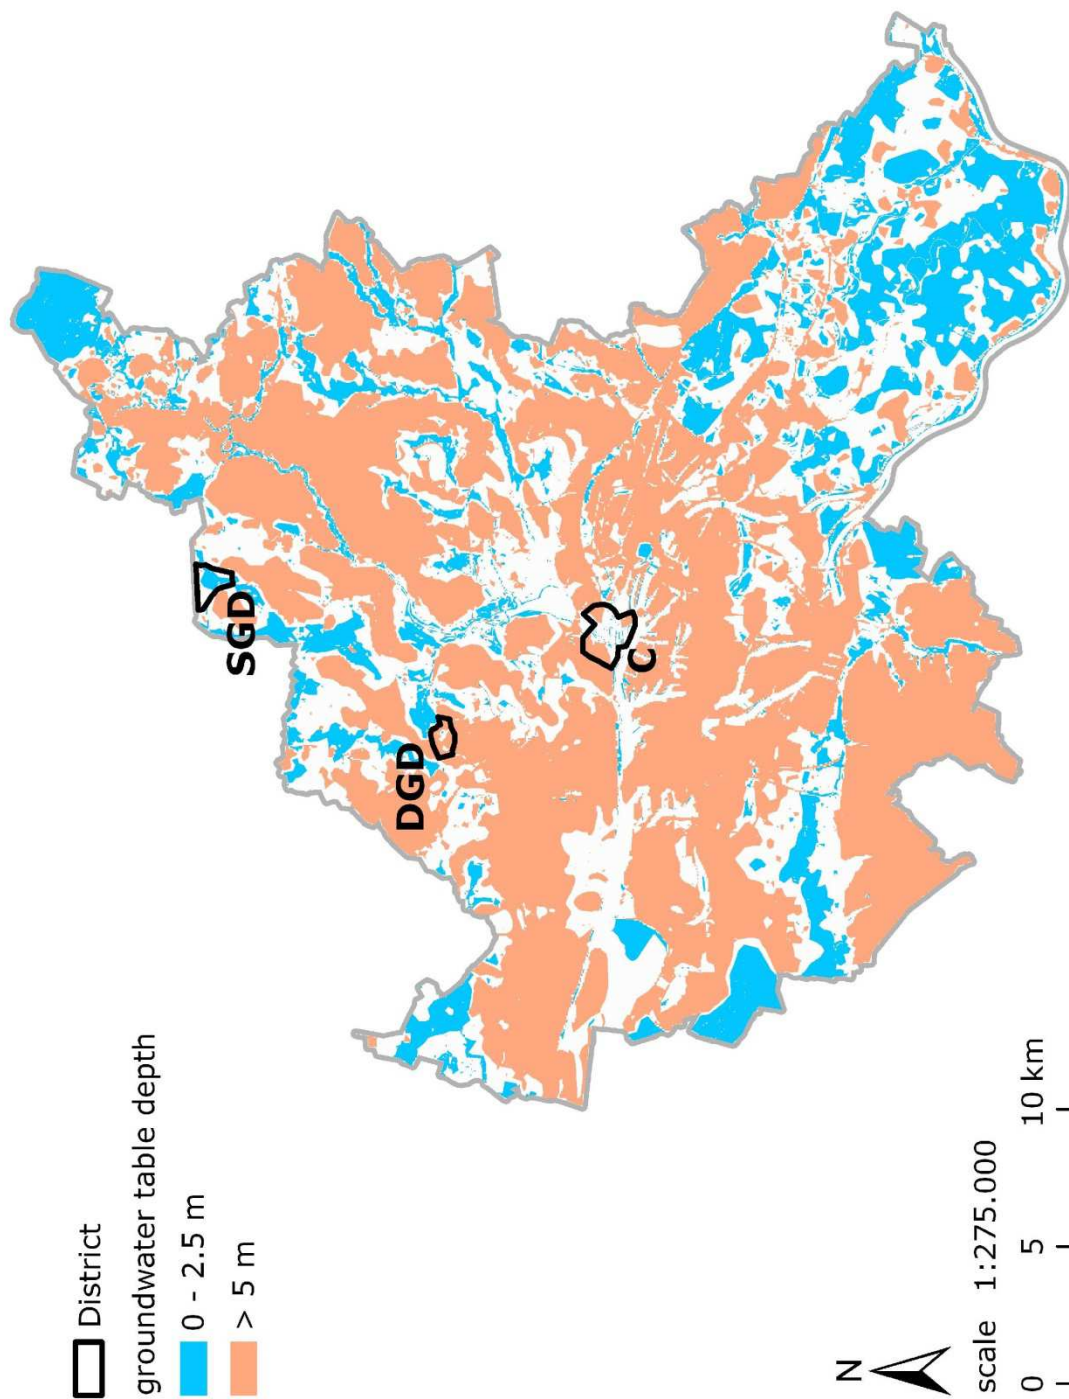 District
groundwater table depth
0 - 2.5 m
> 5 m
SGD
DGD
C
N
scale 1:275.000
0 5 10 km